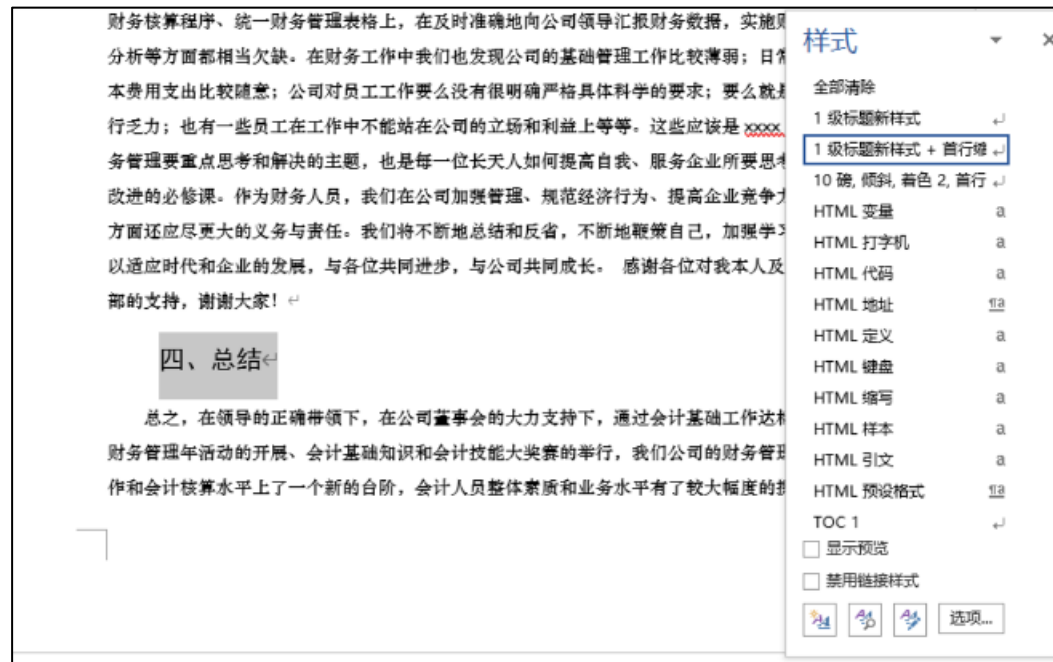 财务核算程序、统一财务管理表格上，在及时准确地向公司领导汇报财务数据，实施财
分析等方面都相当欠缺。在财务工作中我们也发现公司的基础管理工作比较薄弱；日常
本费用支出比较随意；公司对员工工作要么没有很明确严格具体科学的要求；要么就是
行乏力；也有一些员工在工作中不能站在公司的立场和利益上等等。这些应该是 xxxx
务管理要重点思考和解决的主题，也是每一位长天人如何提高自我、服务企业所要思考
改进的必修课。作为财务人员，我们在公司加强管理、规范经济行为、提高企业竞争力
方面还应尽更大的义务与责任。我们将不断地总结和反省，不断地鞭策自己，加强学习
以适应时代和企业的发展，与各位共同进步，与公司共同成长。 感谢各位对我本人及
部的支持，谢谢大家！
四、总结
总之，在领导的正确带领下，在公司董事会的大力支持下，通过会计基础工作达标
财务管理年活动的开展、会计基础知识和会计技能大奖赛的举行，我们公司的财务管理
作和会计核算水平上了一个新的台阶，会计人员整体素质和业务水平有了较大幅度的提
样式
全部清除
1 级标题新样式
1 级标题新样式 + 首行缩
10 磅, 倾斜, 着色 2, 首行
HTML 变量 a
HTML 打字机 a
HTML 代码 a
HTML 地址 ¶a
HTML 定义 a
HTML 键盘 a
HTML 缩写 a
HTML 样本 a
HTML 引文 a
HTML 预设格式 ¶a
TOC 1
显示预览
禁用链接样式
选项...